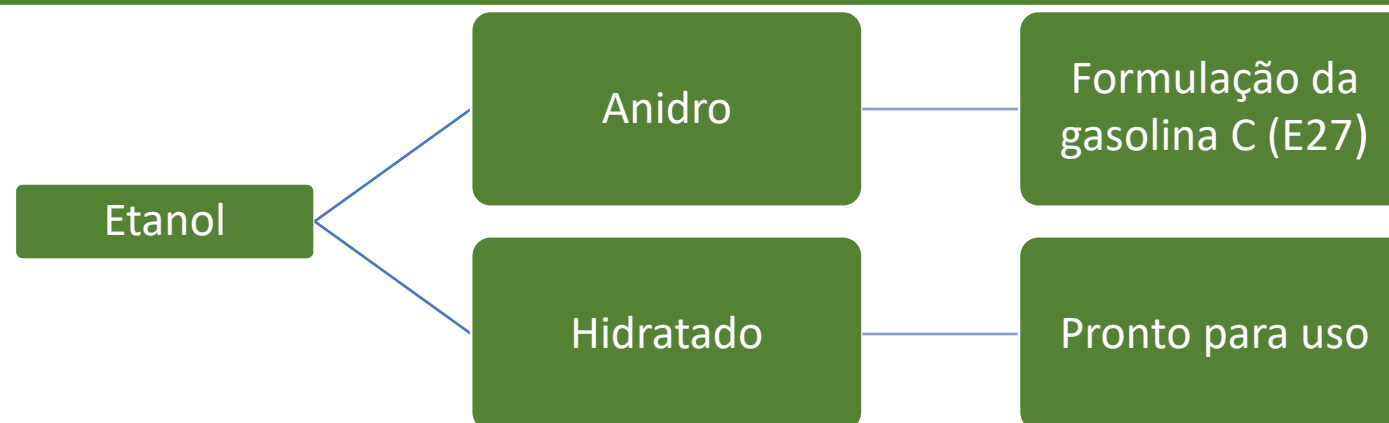 Etanol
Anidro
Formulação da
gasolina C (E27)
Hidratado
Pronto para uso